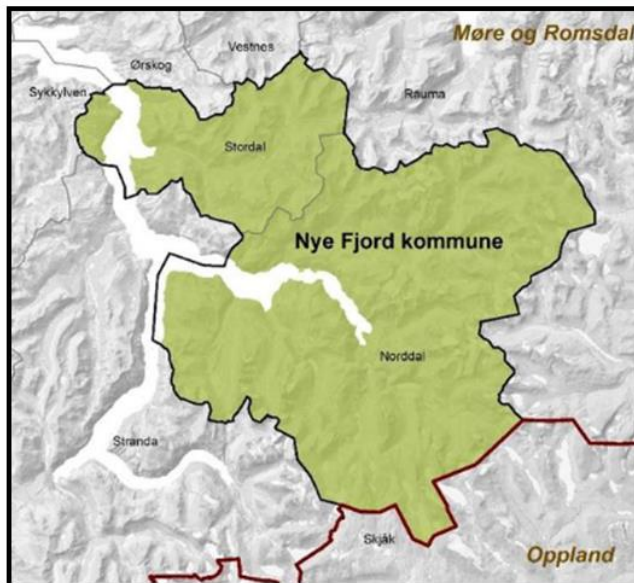 Møre og Romsdal
Vestnes
Ørskog
Sykkylven
Rauma
Stordal
Nye Fjord kommune
Norddal
Stranda
Skjåk
Oppland